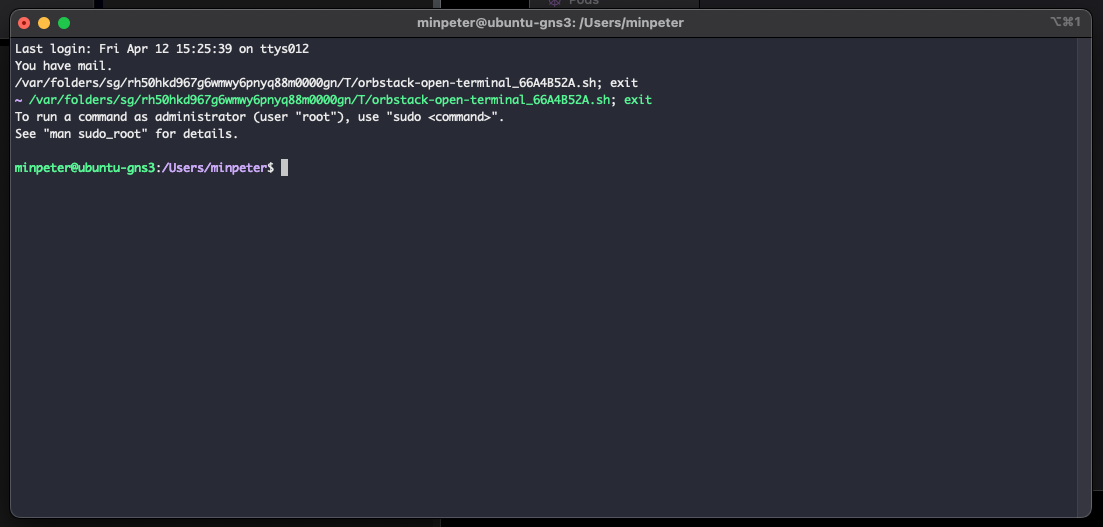 Pods
minpeter@ubuntu-gns3: /Users/minpeter
⌥⌘1
Last login: Fri Apr 12 15:25:39 on ttys012
You have mail.
/var/folders/sg/rh50hkd967g6wmwy6pnyq88m0000gn/T/orbstack-open-terminal_66A4B52A.sh; exit
~ /var/folders/sg/rh50hkd967g6wmwy6pnyq88m0000gn/T/orbstack-open-terminal_66A4B52A.sh; exit
To run a command as administrator (user "root"), use "sudo <command>".
See "man sudo_root" for details.
minpeter@ubuntu-gns3:/Users/minpeter$